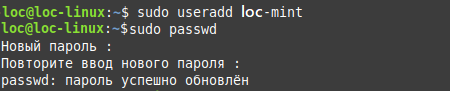 loc@loc-linux:~$ sudo useradd loc-mint
loc@loc-linux:~$sudo passwd
Новый пароль :
Повторите ввод нового пароля :
passwd: пароль успешно обновлён